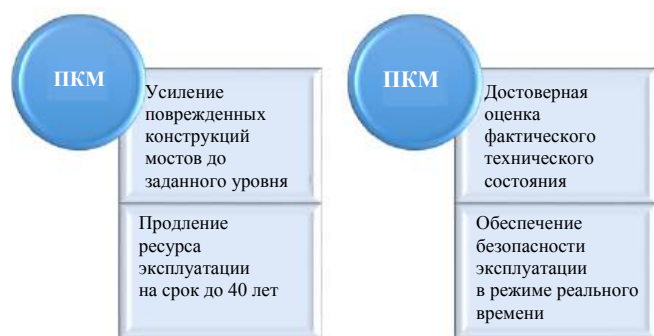 ПКМ
Усиление
поврежденных
конструкций
мостов до
заданного уровня
Продление
ресурса
эксплуатации
на срок до 40 лет
ПКМ
Достоверная
оценка
фактического
технического
состояния
Обеспечение
безопасности
эксплуатации
в режиме реального
времени